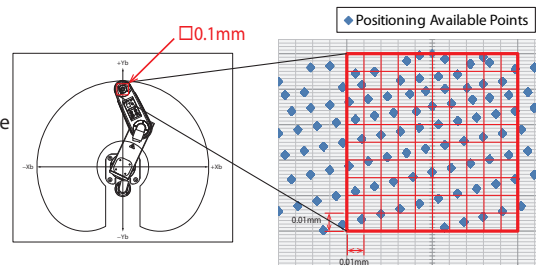 Positioning Available Points
□0.1mm
+Yb
e
−Xb
+Xb
−Yb
0.01mm
0.01mm